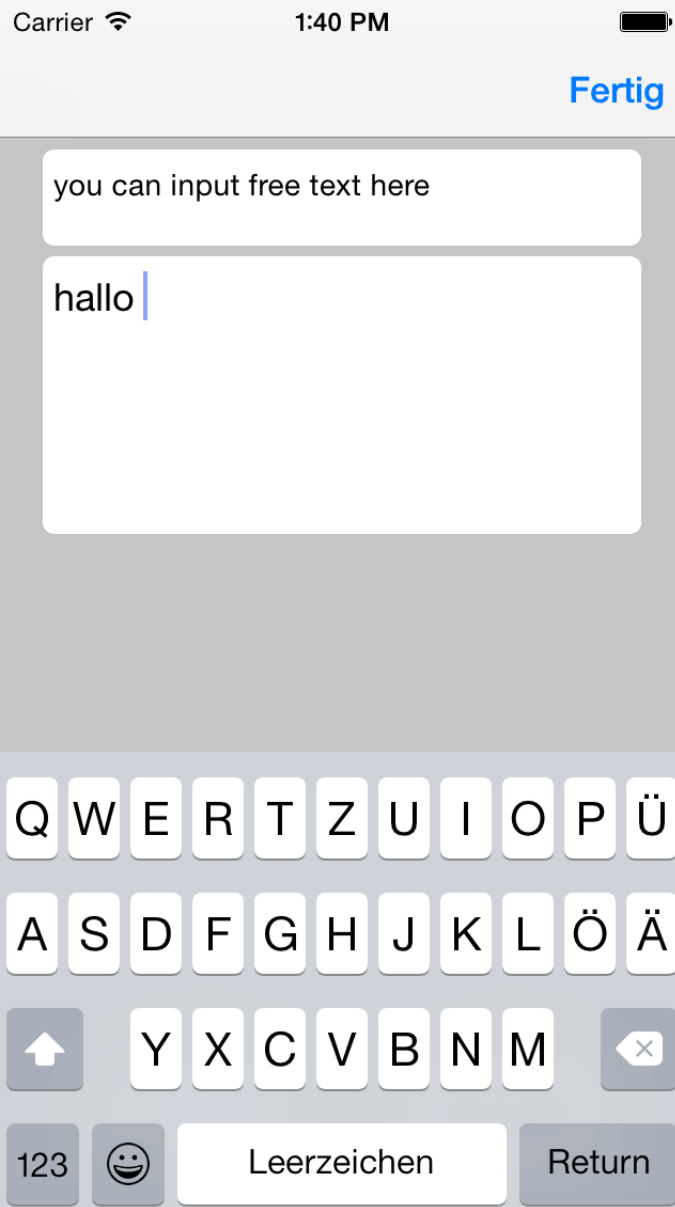 Carrier 1:40 PM
Fertig
you can input free text here
hallo
Q W E R T Z U I O P Ü
A S D F G H J K L Ö Ä
Y X C V B N M
123 Leerzeichen Return